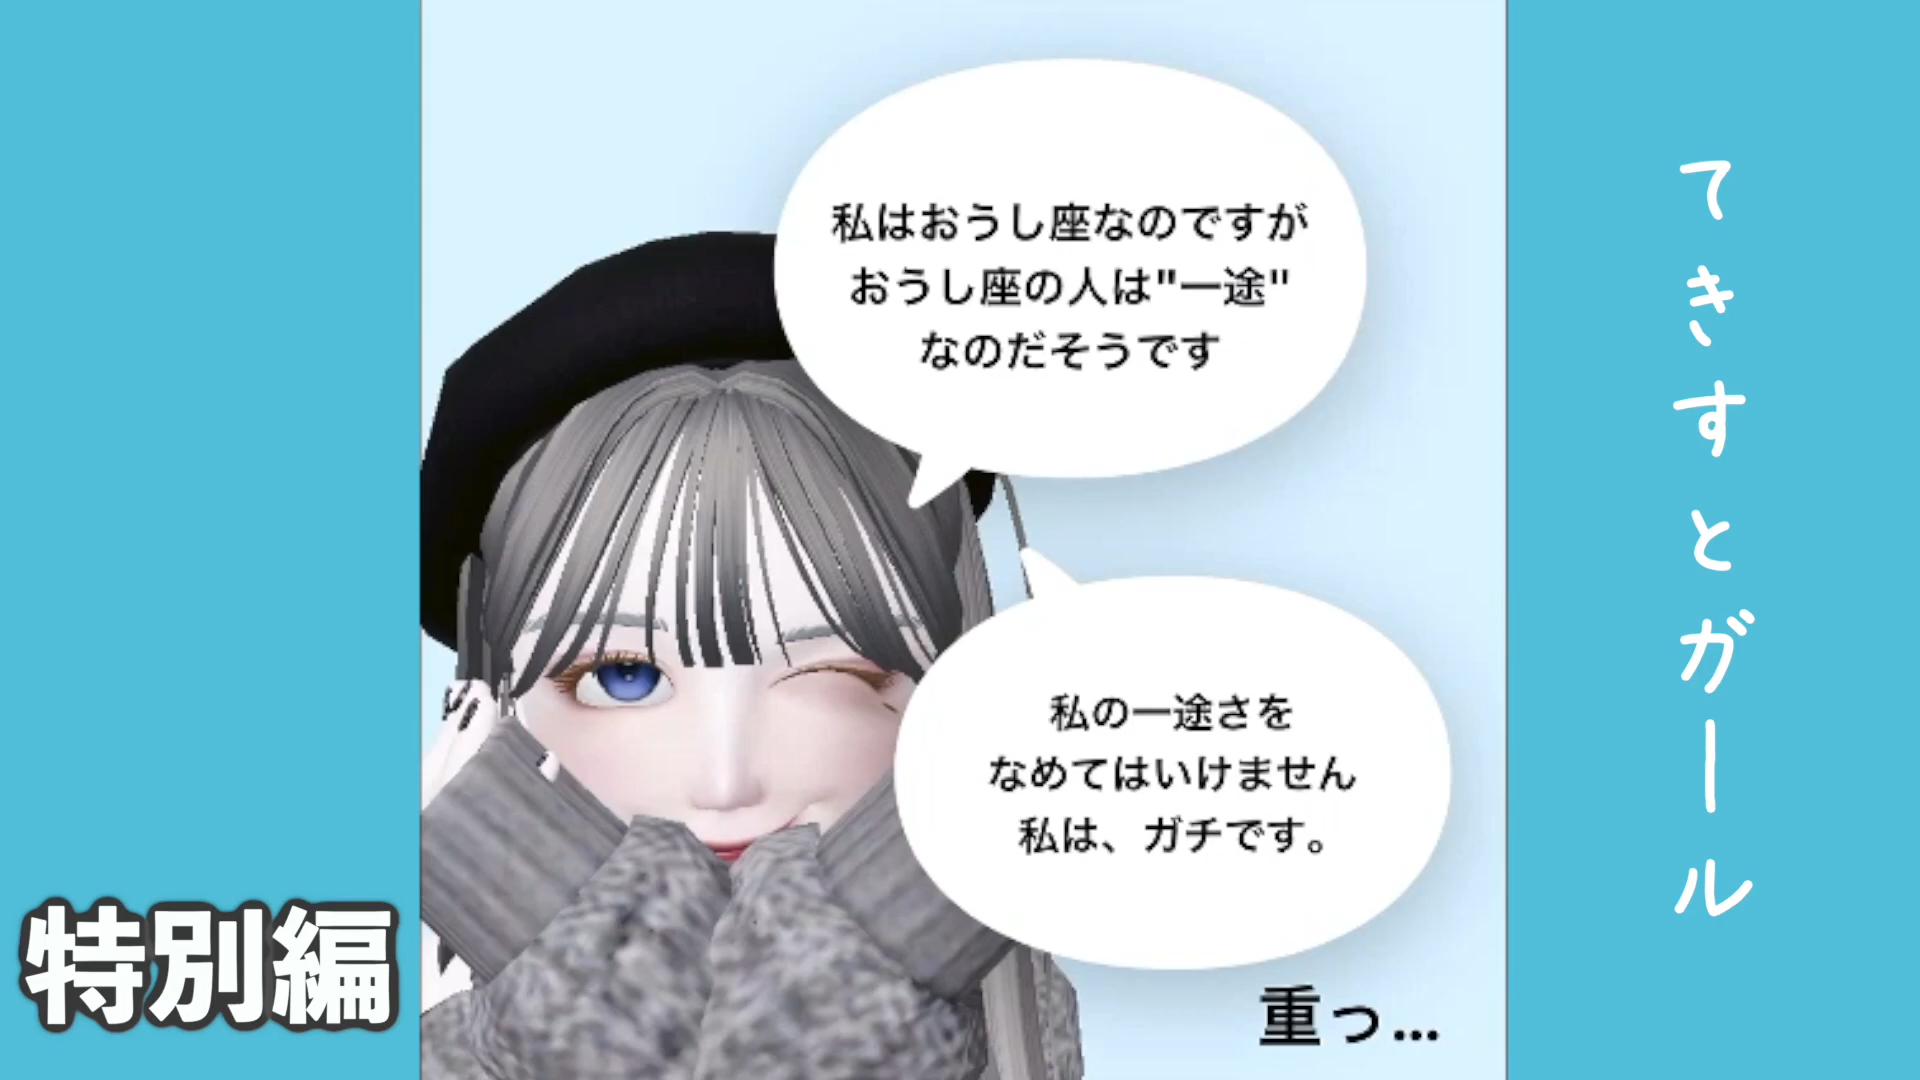 私はおうし座なのですが
おうし座の人は"一途"
なのだそうです
私の一途さを
なめてはいけません
私は、ガチです。
重っ...
てきすとガール
特別編